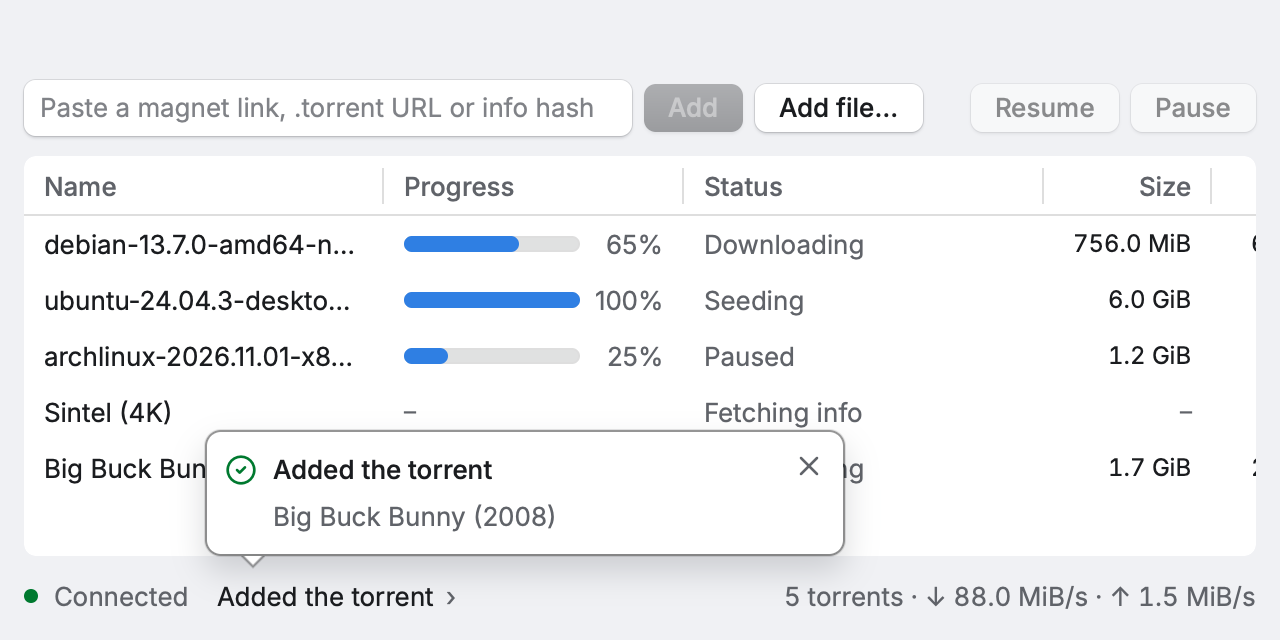 Paste a magnet link, .torrent URL or info hash Add Add file... Resume Pause
Name Progress Status Size
debian-13.7.0-amd64-n... 65% Downloading 756.0 MiB
ubuntu-24.04.3-deskto... 100% Seeding 6.0 GiB
archlinux-2026.11.01-x8... 25% Paused 1.2 GiB
Sintel (4K) – Fetching info –
Big Buck Bun 1.7 GiB
Added the torrent
Big Buck Bunny (2008)
Connected Added the torrent › 5 torrents · ↓ 88.0 MiB/s · ↑ 1.5 MiB/s